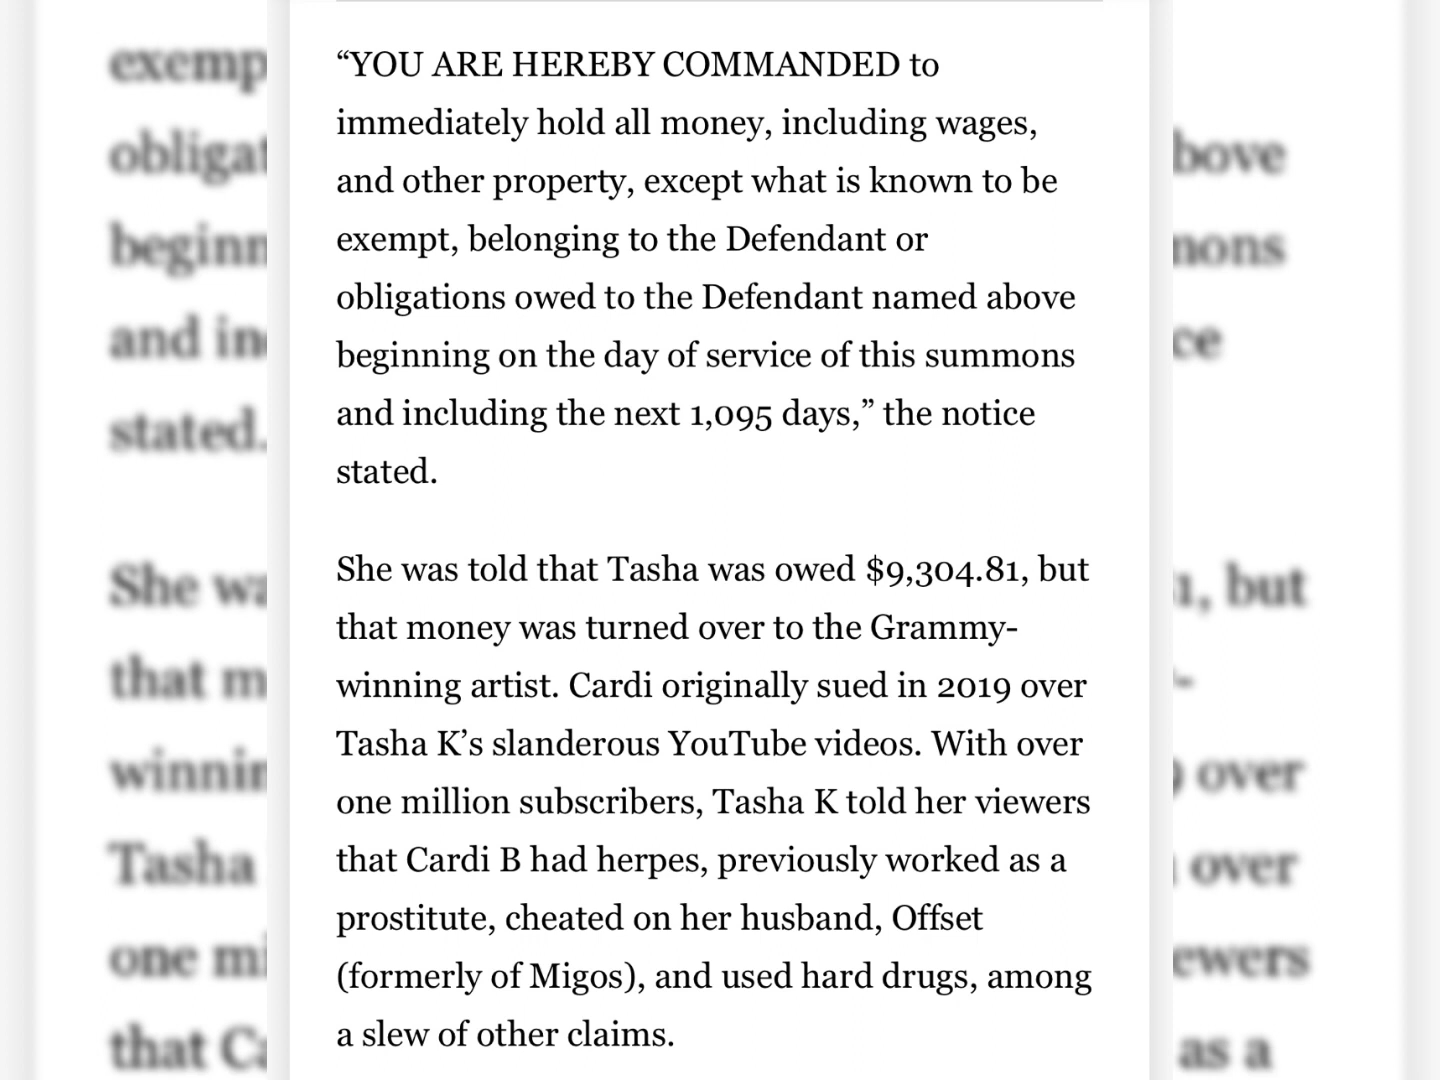 “YOU ARE HEREBY COMMANDED to
immediately hold all money, including wages,
and other property, except what is known to be
exempt, belonging to the Defendant or
obligations owed to the Defendant named above
beginning on the day of service of this summons
and including the next 1,095 days,” the notice
stated.
She was told that Tasha was owed $9,304.81, but
that money was turned over to the Grammy-
winning artist. Cardi originally sued in 2019 over
Tasha K’s slanderous YouTube videos. With over
one million subscribers, Tasha K told her viewers
that Cardi B had herpes, previously worked as a
prostitute, cheated on her husband, Offset
(formerly of Migos), and used hard drugs, among
a slew of other claims.